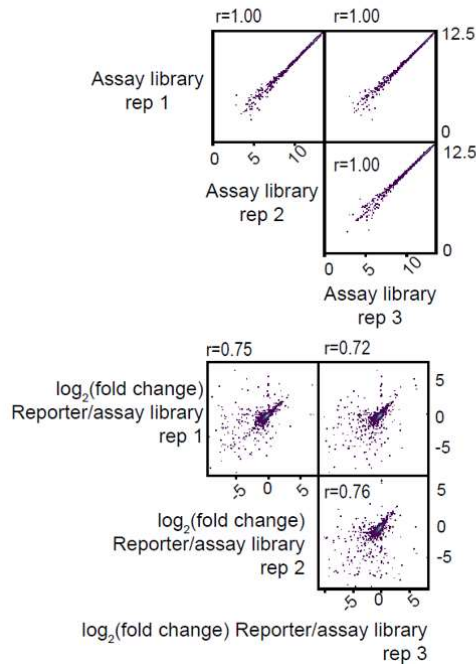 r=1.00 r=1.00
12.5
Assay library
rep 1
0
12.5
r=1.00
0 5 10
Assay library
rep 2
0
0 5 10
Assay library
rep 3
r=0.75 r=0.72
5
log₂(fold change)
0
Reporter/assay library
rep 1
-5
-5 0 5
r=0.76
5
log₂(fold change)
0
Reporter/assay library
rep 2
-5
-5 0 5
log₂(fold change) Reporter/assay library
rep 3